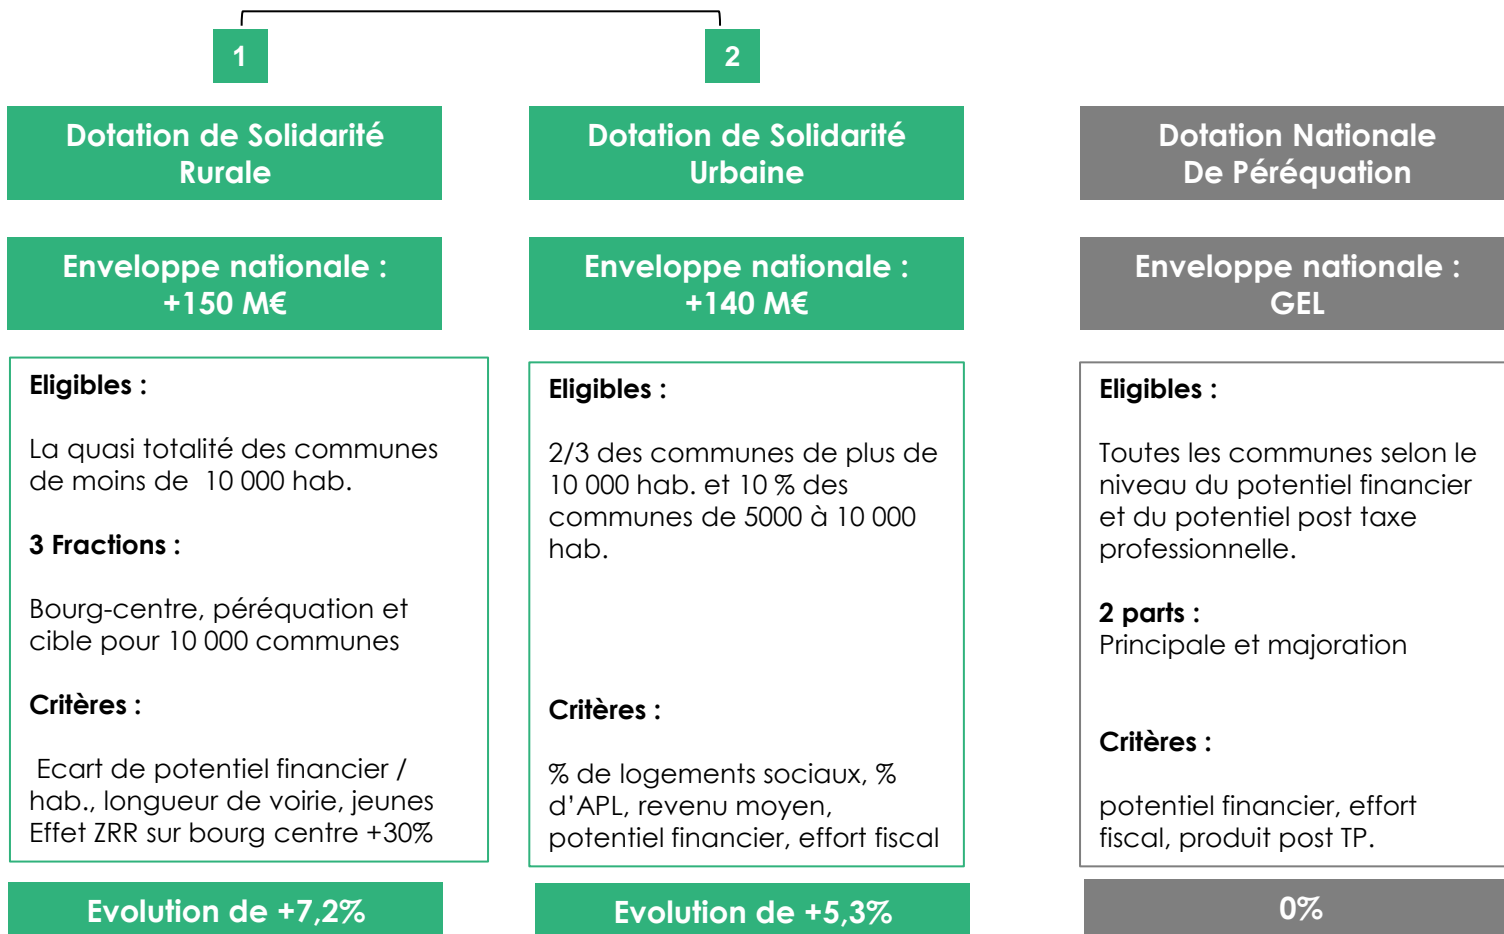 1
2
Dotation de Solidarité
Rurale
Enveloppe nationale :
+150 M€
Eligibles :
La quasi totalité des communes
de moins de 10 000 hab.
3 Fractions :
Bourg-centre, péréquation et
cible pour 10 000 communes
Critères :
Ecart de potentiel financier /
hab., longueur de voirie, jeunes
Effet ZRR sur bourg centre +30%
Evolution de +7,2%
Dotation de Solidarité
Urbaine
Enveloppe nationale :
+140 M€
Eligibles :
2/3 des communes de plus de
10 000 hab. et 10 % des
communes de 5000 à 10 000
hab.
Critères :
% de logements sociaux, %
d’APL, revenu moyen,
potentiel financier, effort fiscal
Evolution de +5,3%
Dotation Nationale
De Péréquation
Enveloppe nationale :
GEL
Eligibles :
Toutes les communes selon le
niveau du potentiel financier
et du potentiel post taxe
professionnelle.
2 parts :
Principale et majoration
Critères :
potentiel financier, effort
fiscal, produit post TP.
0%